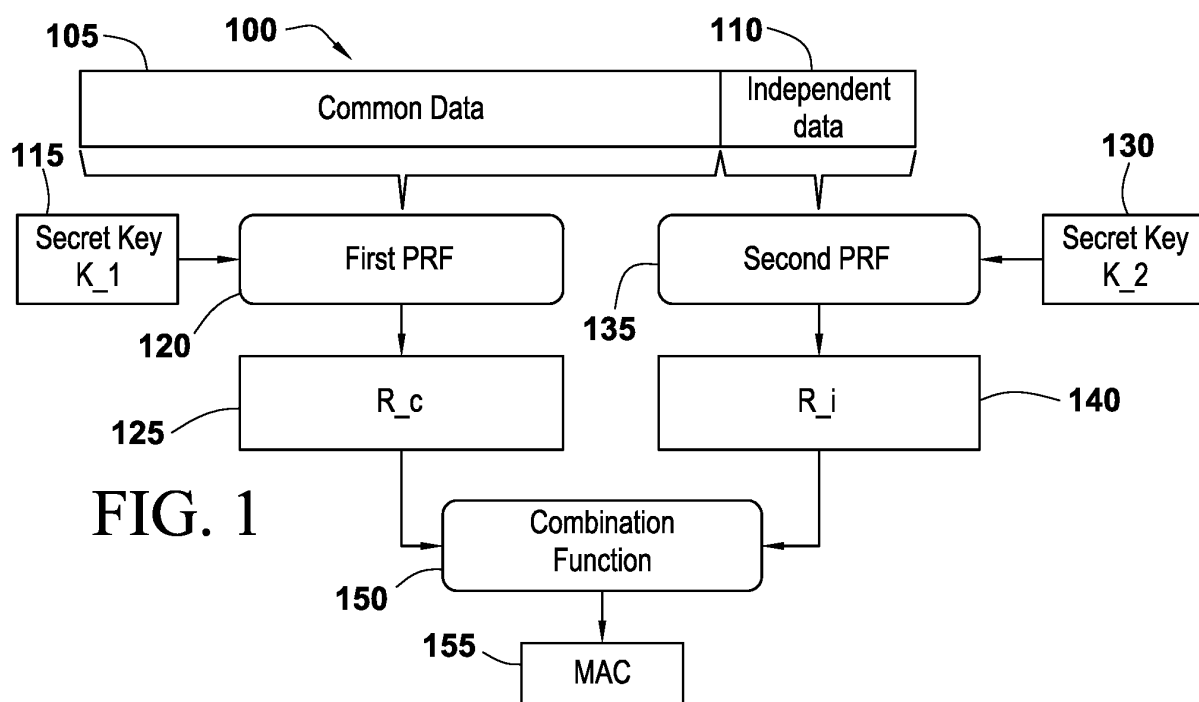 105
100
110
Common Data
Independent
data
115
130
Secret Key
K_1
First PRF
Second PRF
Secret Key
K_2
120
135
R_c
R_i
125
140
FIG. 1
Combination
Function
150
155
MAC